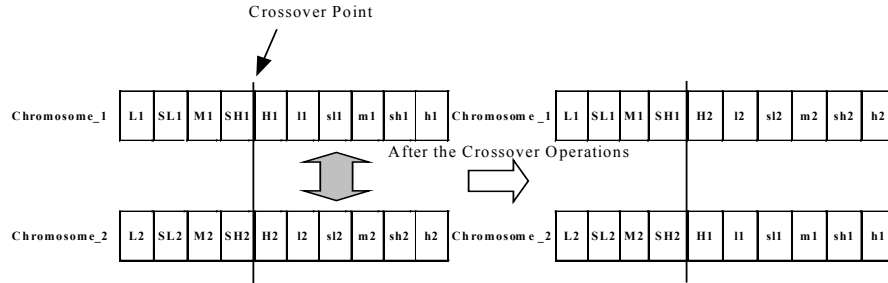 Crossover Point
Chromosome_1 L1 SL1 M1 SH1 H1 l1 sl1 m1 sh1 h1 Chromosome_1 L1 SL1 M1 SH1 H2 l2 sl2 m2 sh2 h2
After the Crossover Operations
Chromosome_2 L2 SL2 M2 SH2 H2 l2 sl2 m2 sh2 h2 Chromosome_2 L2 SL2 M2 SH2 H1 l1 sl1 m1 sh1 h1